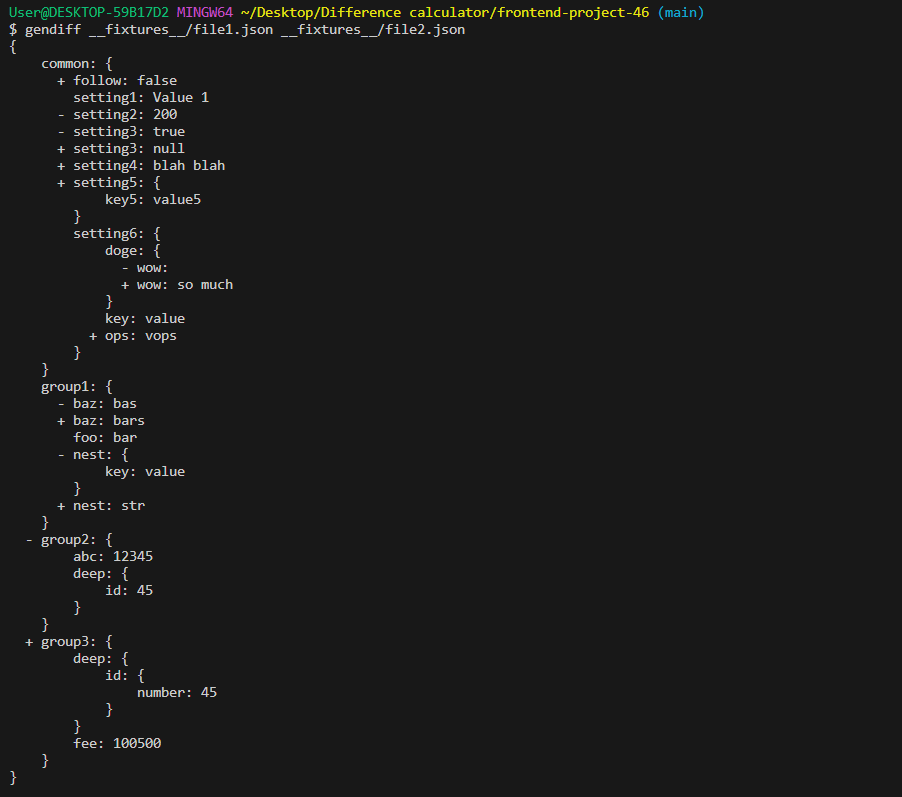 User@DESKTOP-59B17D2 MINGW64 ~/Desktop/Difference calculator/frontend-project-46 (main)
$ gendiff __fixtures__/file1.json __fixtures__/file2.json
{
    common: {
      + follow: false
        setting1: Value 1
      - setting2: 200
      - setting3: true
      + setting3: null
      + setting4: blah blah
      + setting5: {
            key5: value5
        }
        setting6: {
            doge: {
              - wow:
              + wow: so much
            }
            key: value
          + ops: vops
        }
    }
    group1: {
      - baz: bas
      + baz: bars
        foo: bar
      - nest: {
            key: value
        }
      + nest: str
    }
  - group2: {
        abc: 12345
        deep: {
            id: 45
        }
    }
  + group3: {
        deep: {
            id: {
                number: 45
            }
        }
        fee: 100500
    }
}